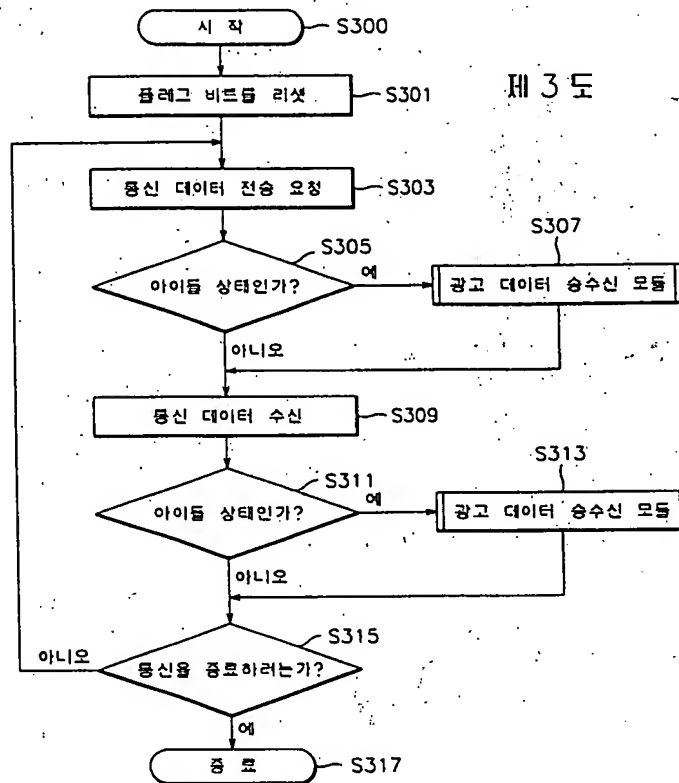 시 작
S300
제 3 도
플레그 비트를 리셋
S301
통신 데이터 전송 요청
S303
S305
S307
아이들 상태인가?
예
광고 데이터 송수신 모듈
아니오
통신 데이터 수신
S309
S311
S313
아이들 상태인가?
예
광고 데이터 송수신 모듈
아니오
S315
아니오
통신을 종료하려는가?
예
종 료
S317